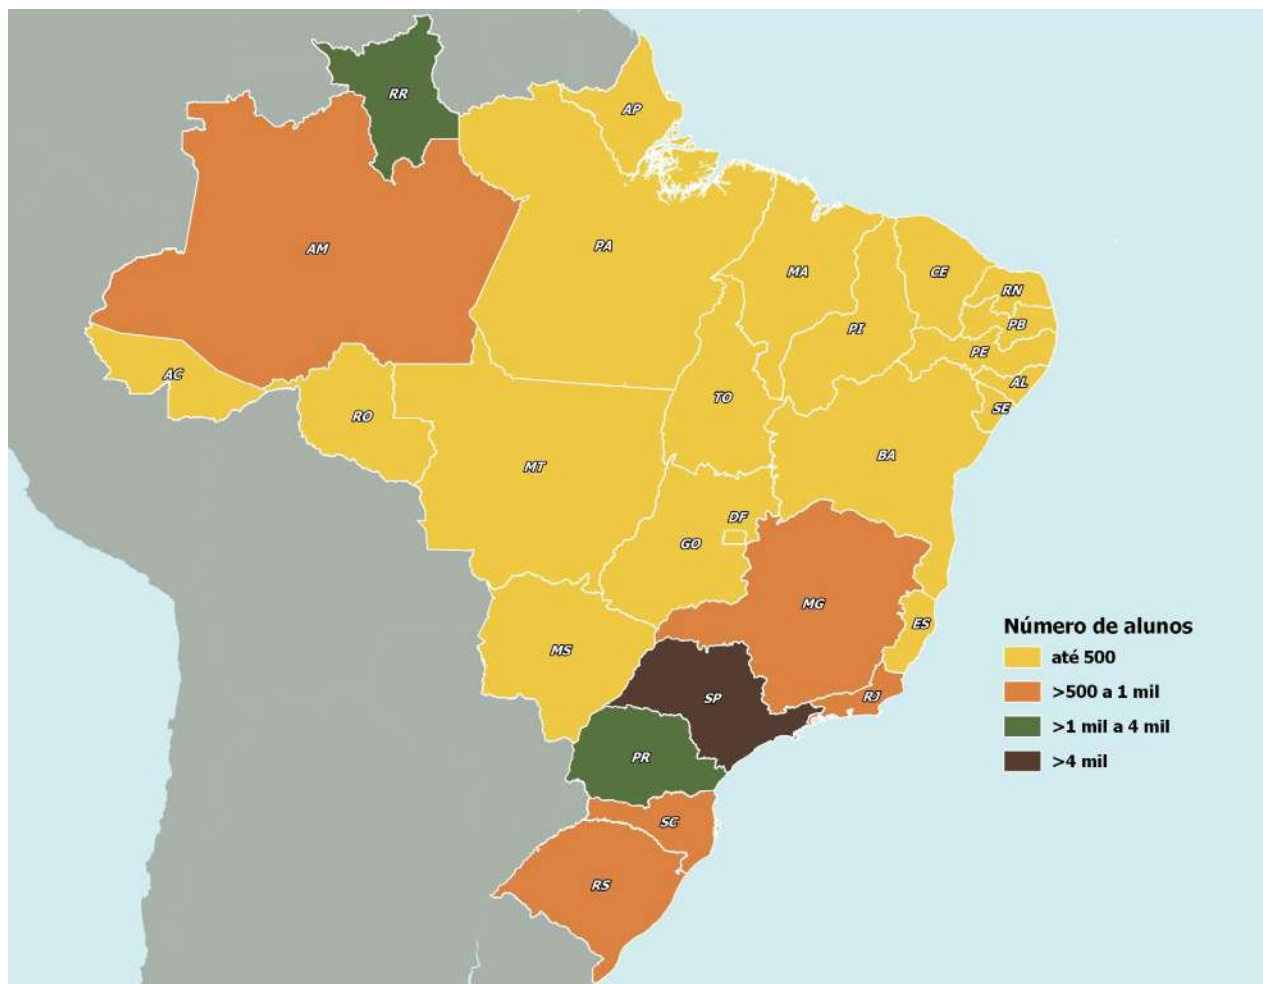 RR
AP
AM
PA
MA
CE
RN
PI
PB
PE
AC
AL
TO
SE
RO
BA
MT
DF
GO
MG
ES
MS
SP
RJ
PR
SC
RS
Número de alunos
até 500
>500 a 1 mil
>1 mil a 4 mil
>4 mil